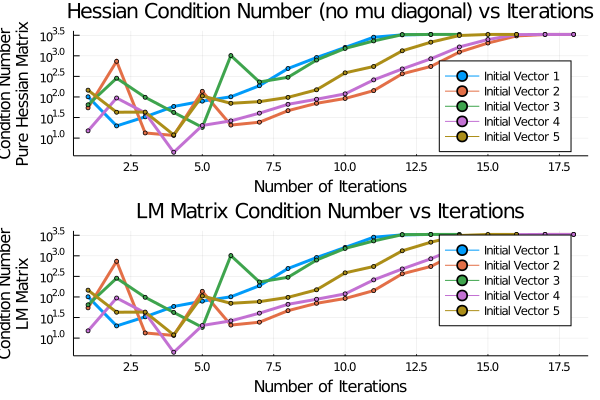 Hessian Condition Number (no mu diagonal) vs Iterations
Condition Number
Pure Hessian Matrix
10^3.5
10^3.0
10^2.5
10^2.0
10^1.5
10^1.0
Initial Vector 1
Initial Vector 2
Initial Vector 3
Initial Vector 4
Initial Vector 5
2.5 5.0 7.5 10.0 12.5 15.0 17.5
Number of Iterations
LM Matrix Condition Number vs Iterations
Condition Number
LM Matrix
10^3.5
10^3.0
10^2.5
10^2.0
10^1.5
10^1.0
Initial Vector 1
Initial Vector 2
Initial Vector 3
Initial Vector 4
Initial Vector 5
2.5 5.0 7.5 10.0 12.5 15.0 17.5
Number of Iterations